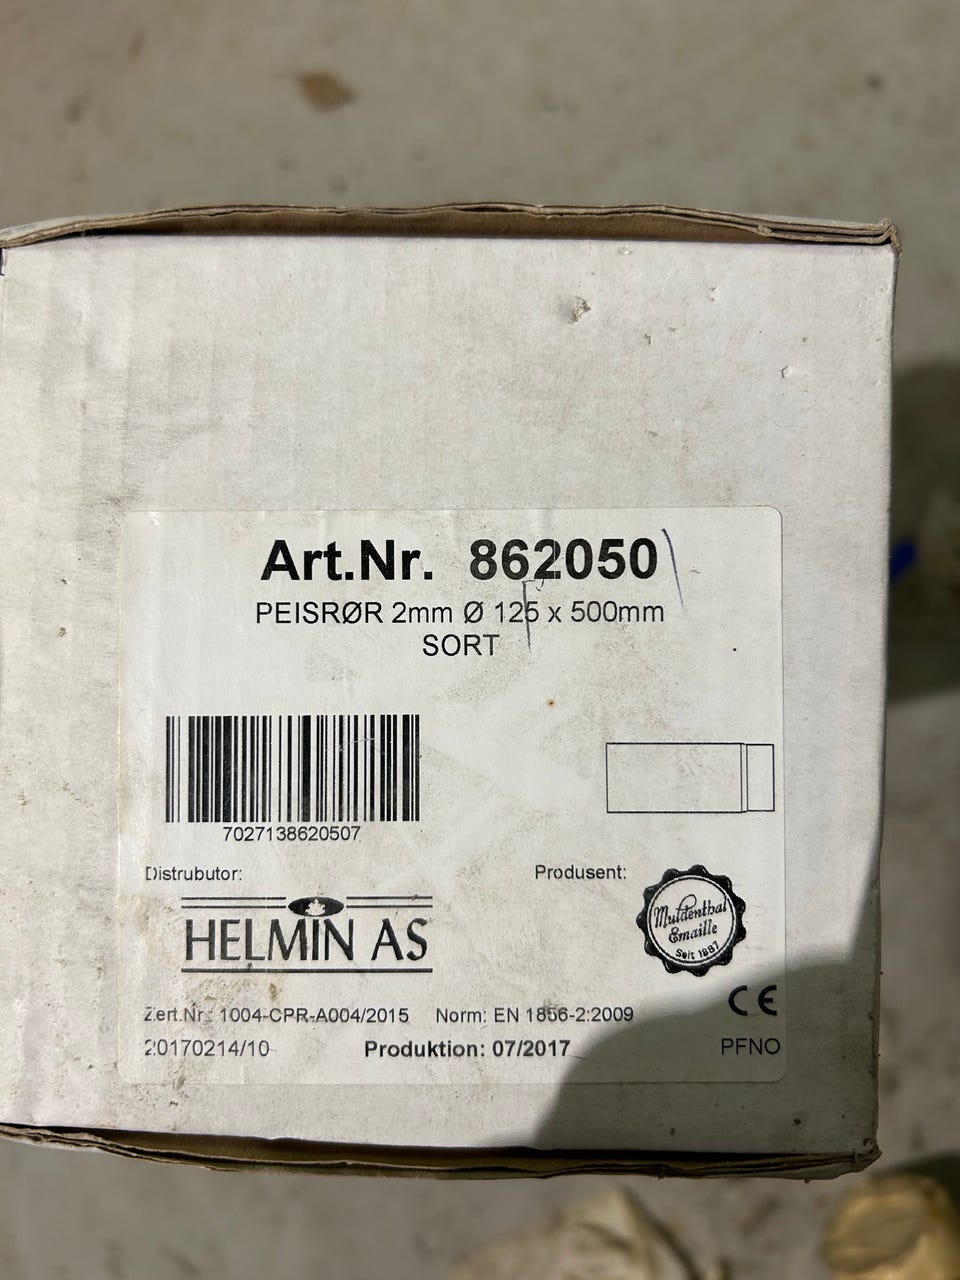 Art.Nr. 862050
PEISRØR 2mm Ø 125 x 500mm
SORT
7027138620507
Distrubutor:
Produsent:
HELMIN AS
Muldenthal
Emaille
Seit 1887
CE
Zert.Nr.: 1004-CPR-A004/2015 Norm: EN 1856-2:2009
20170214/10 Produktion: 07/2017 PFNO